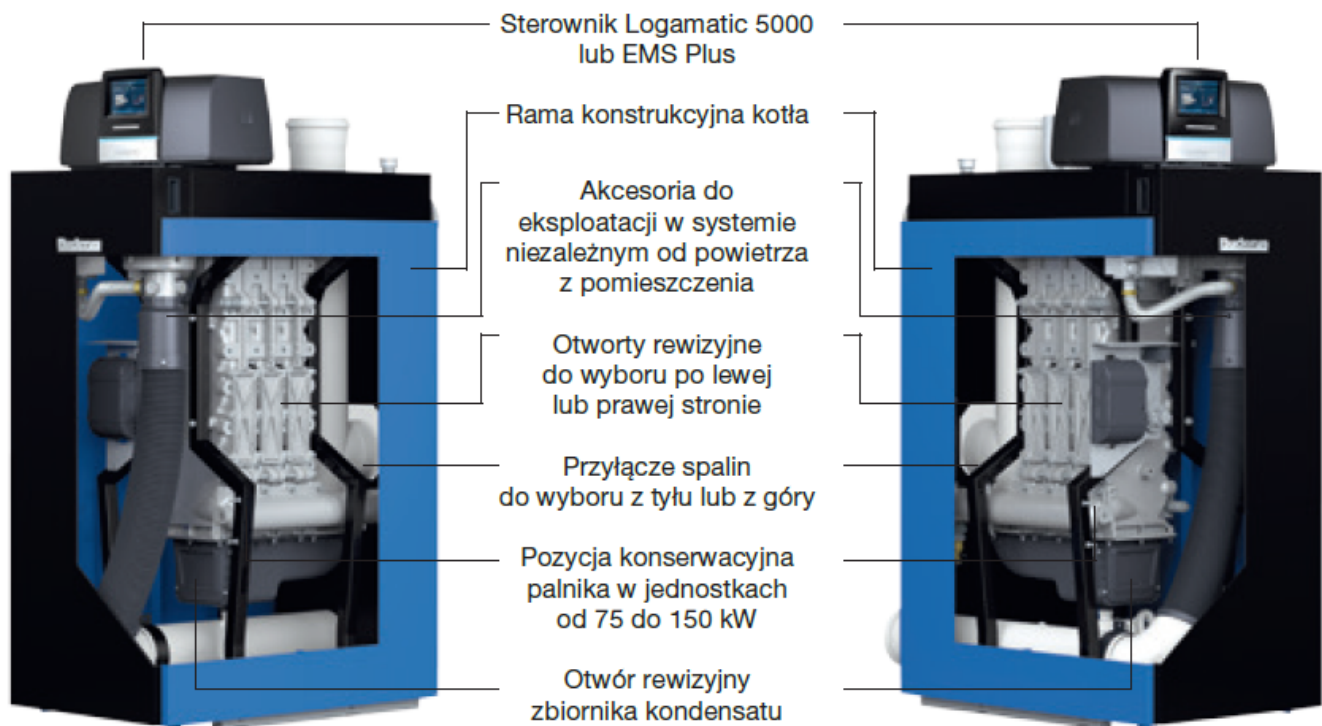 Sterownik Logamatic 5000
lub EMS Plus
Rama konstrukcyjna kotła
Akcesoria do
eksploatacji w systemie
niezależnym od powietrza
z pomieszczenia
Otworty rewizyjne
do wyboru po lewej
lub prawej stronie
Przyłącze spalin
do wyboru z tyłu lub z góry
Pozycja konserwacyjna
palnika w jednostkach
od 75 do 150 kW
Otwór rewizyjny
zbiornika kondensatu